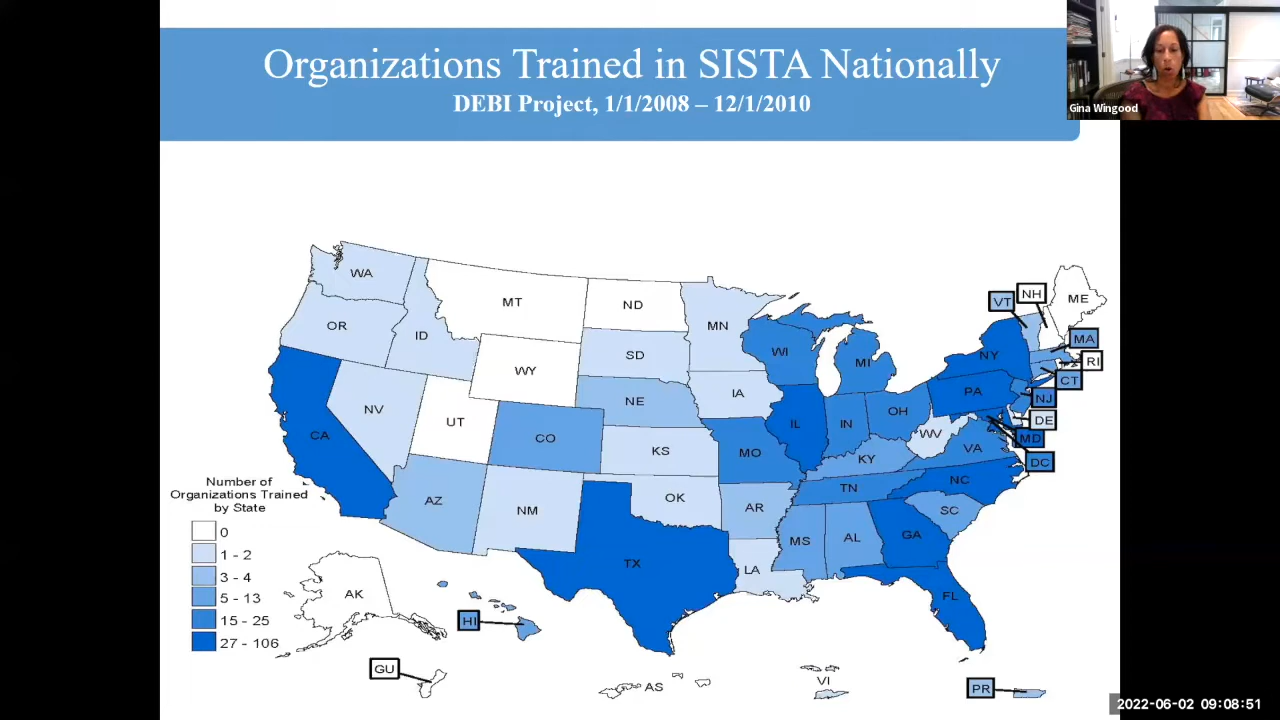 Organizations Trained in SISTA Nationally
DEBI Project, 1/1/2008 – 12/1/2010
Gina Wingood
WA
MT
ND
MN
OR
ID
SD
WY
WI
MI
VT
NH
ME
NY
MA
RI
CT
NV
UT
CO
NE
IA
IL
IN
OH
PA
NJ
DE
MD
DC
CA
KS
MO
KY
WV
VA
AZ
NM
OK
AR
TN
NC
SC
TX
LA
MS
AL
GA
FL
Number of
Organizations Trained
by State
0
1 - 2
3 - 4
5 - 13
15 - 25
27 - 106
AK
HI
GU
AS
VI
PR
2022-06-02 09:08:51